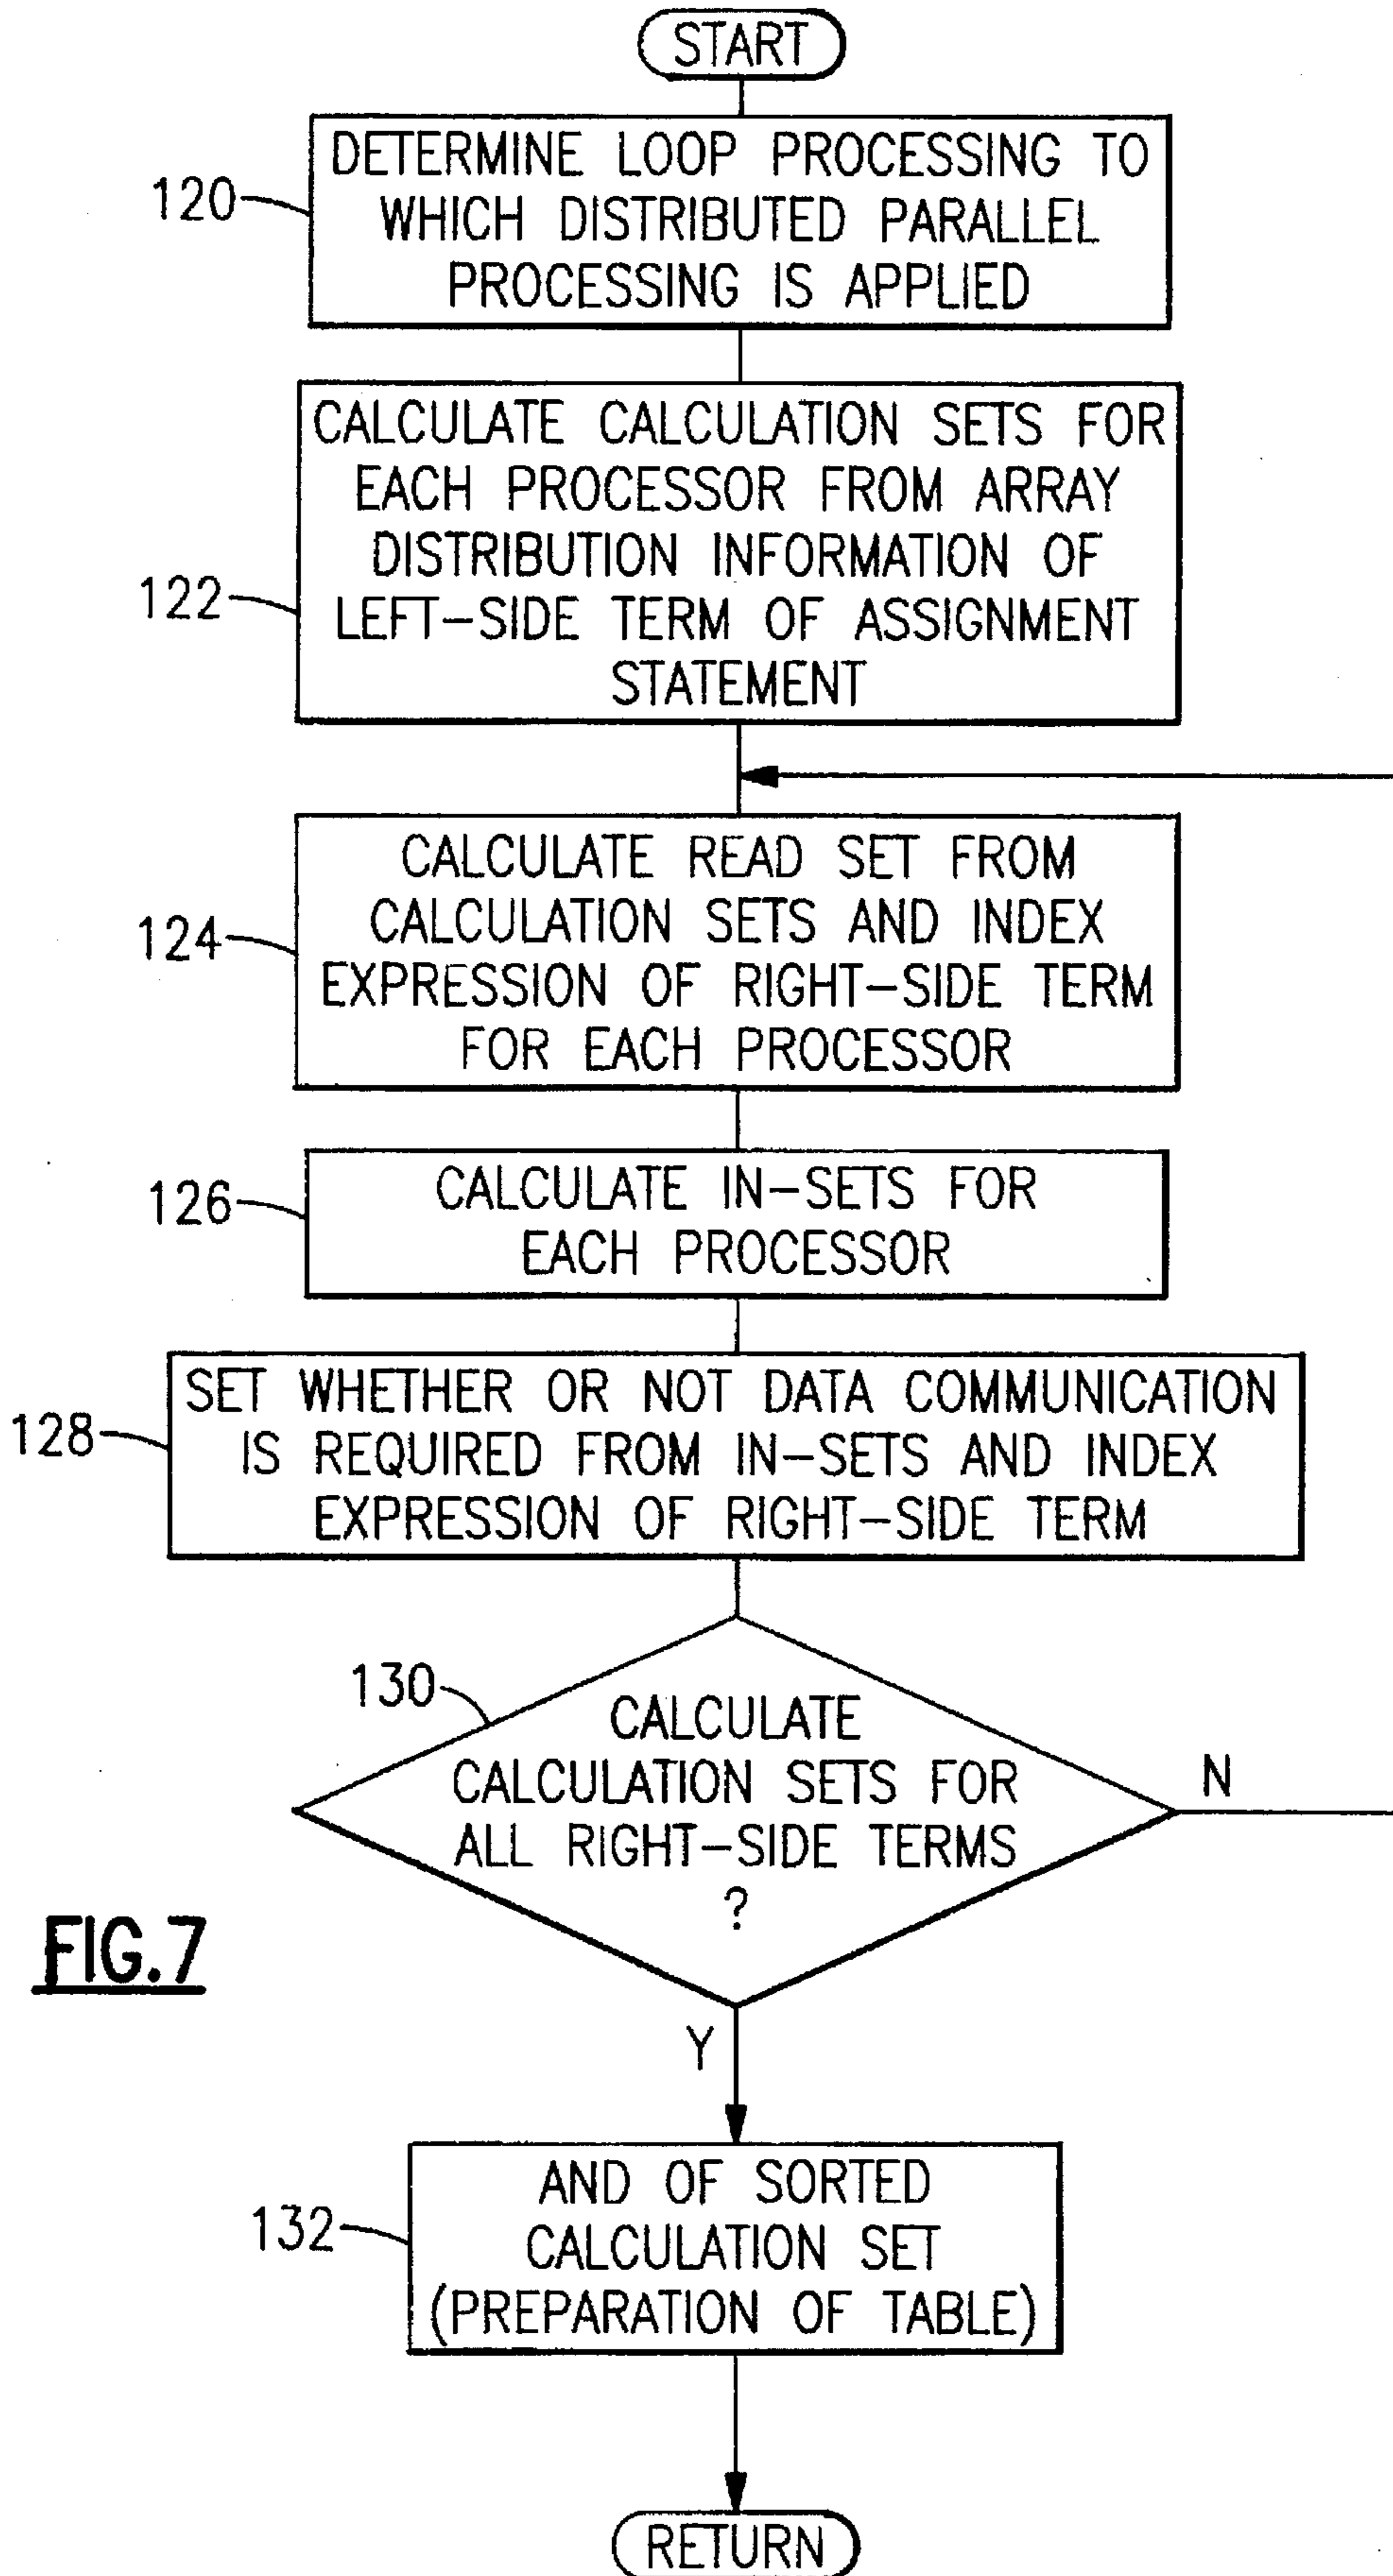 START
DETERMINE LOOP PROCESSING TO
120
WHICH DISTRIBUTED PARALLEL
PROCESSING IS APPLIED
CALCULATE CALCULATION SETS FOR
EACH PROCESSOR FROM ARRAY
DISTRIBUTION INFORMATION OF
122
LEFT-SIDE TERM OF ASSIGNMENT
STATEMENT
CALCULATE READ SET FROM
124
CALCULATION SETS AND INDEX
EXPRESSION OF RIGHT-SIDE TERM
FOR EACH PROCESSOR
126
CALCULATE IN-SETS FOR
EACH PROCESSOR
SET WHETHER OR NOT DATA COMMUNICATION
128
IS REQUIRED FROM IN-SETS AND INDEX
EXPRESSION OF RIGHT-SIDE TERM
130
CALCULATE
CALCULATION SETS FOR
ALL RIGHT-SIDE TERMS
?
N
FIG.7
Y
AND OF SORTED
132
CALCULATION SET
(PREPARATION OF TABLE)
RETURN